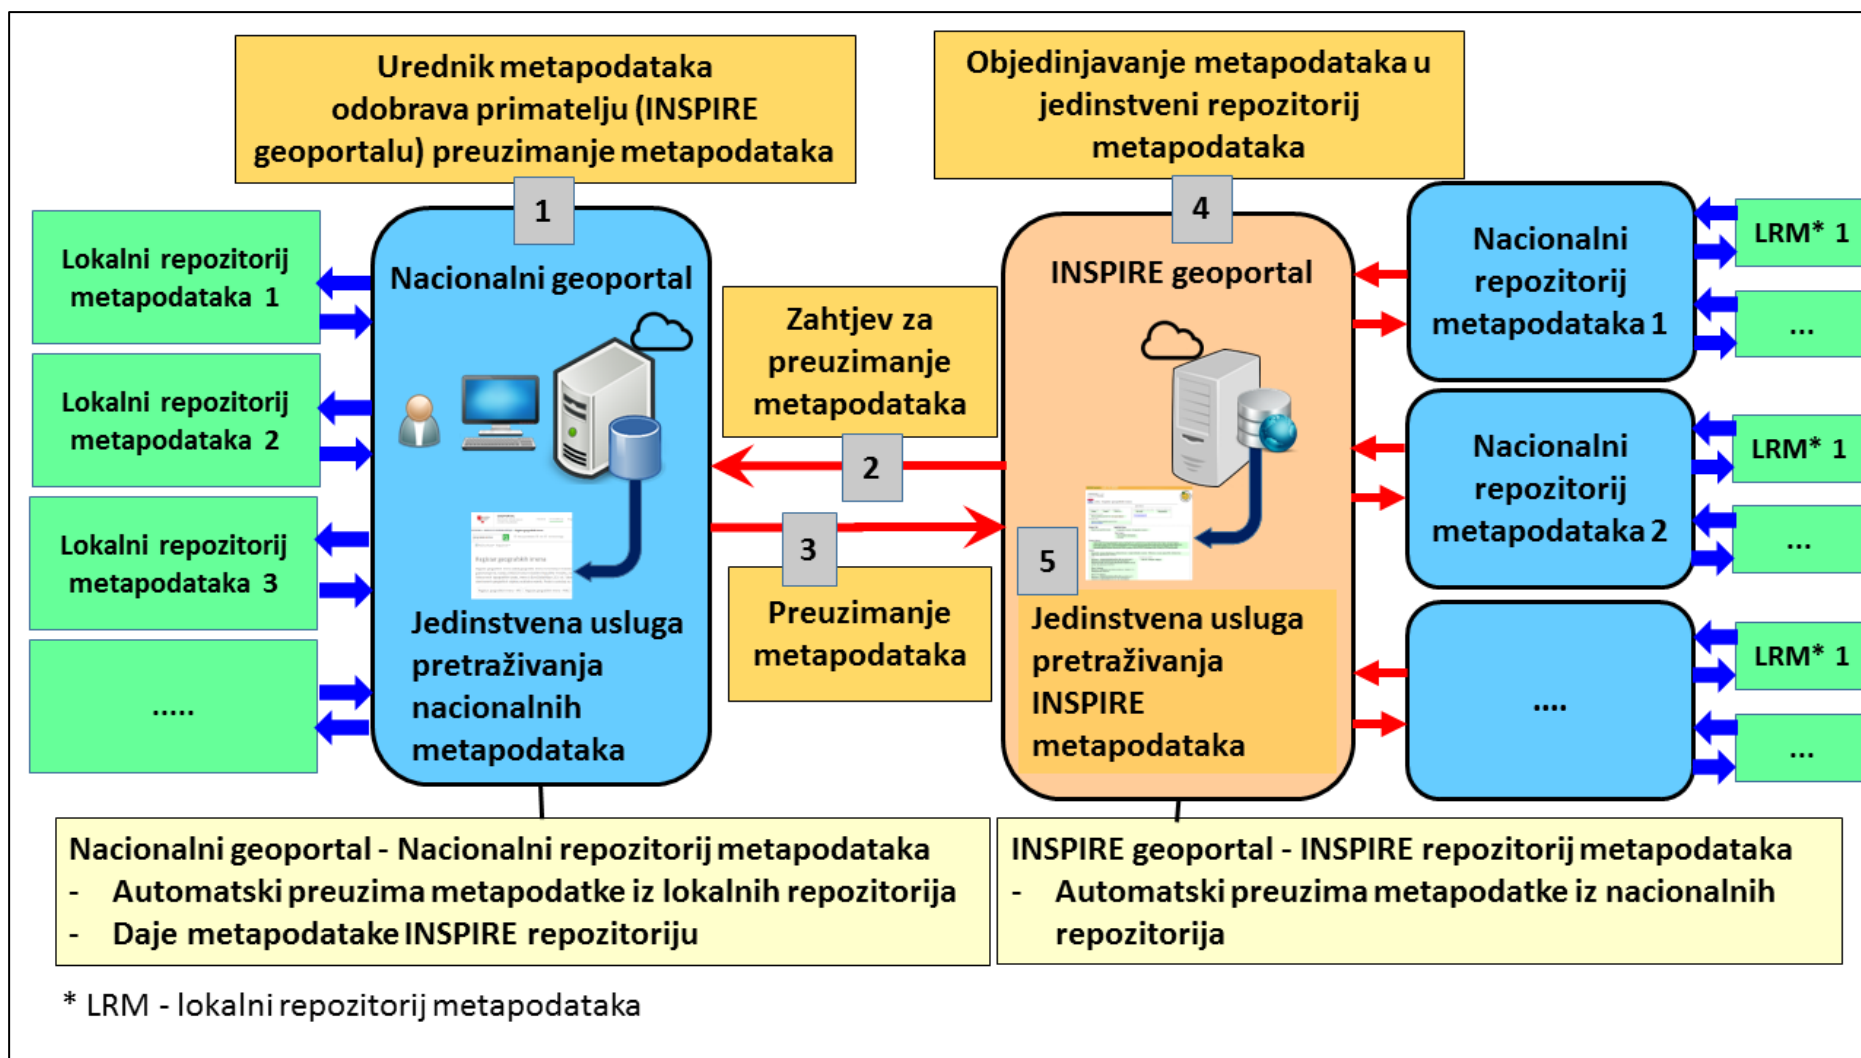 Urednik metapodataka
odobrava primatelju (INSPIRE
geoportalu) preuzimanje metapodataka
Objedinjavanje metapodataka u
jedinstveni repozitorij
metapodataka
1
4
Lokalni repozitorij
metapodataka 1
Lokalni repozitorij
metapodataka 2
Lokalni repozitorij
metapodataka 3
.....
Nacionalni geoportal
Jedinstvena usluga
pretraživanja
nacionalnih
metapodataka
Zahtjev za
preuzimanje
metapodataka
2
3
Preuzimanje
metapodataka
INSPIRE geoportal
5
Jedinstvena usluga
pretraživanja
INSPIRE
metapodataka
Nacionalni
repozitorij
metapodataka 1
Nacionalni
repozitorij
metapodataka 2
....
LRM* 1
...
LRM* 1
...
LRM* 1
...
Nacionalni geoportal - Nacionalni repozitorij metapodataka
- Automatski preuzima metapodatke iz lokalnih repozitorija
- Daje metapodatake INSPIRE repozitoriju
INSPIRE geoportal - INSPIRE repozitorij metapodataka
- Automatski preuzima metapodatke iz nacionalnih
repozitorija
* LRM - lokalni repozitorij metapodataka